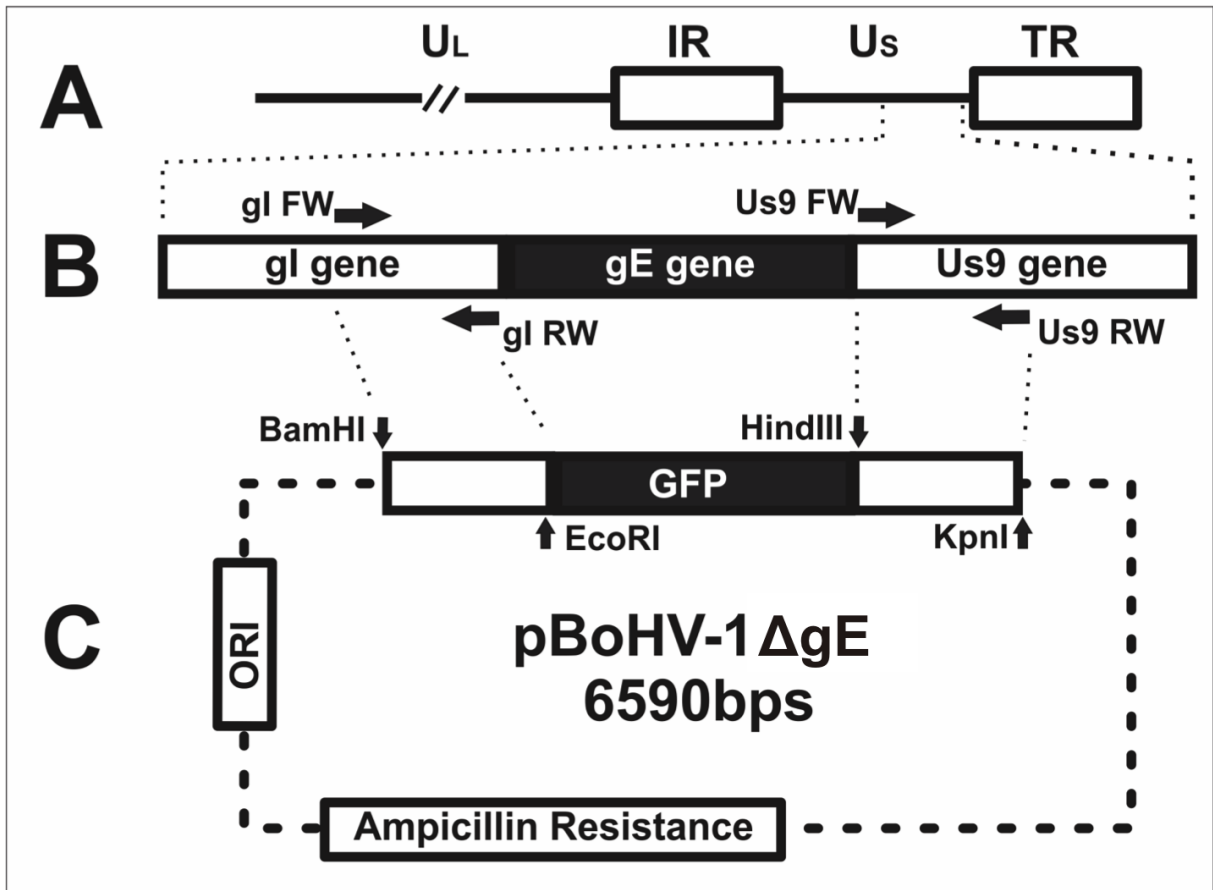 A
UL
IR
Us
TR
gI FW
Us9 FW
B
gI gene
gE gene
Us9 gene
gI RW
Us9 RW
BamHI
HindIII
GFP
EcoRI
KpnI
C
ORI
pBoHV-1ΔgE
6590bps
Ampicillin Resistance